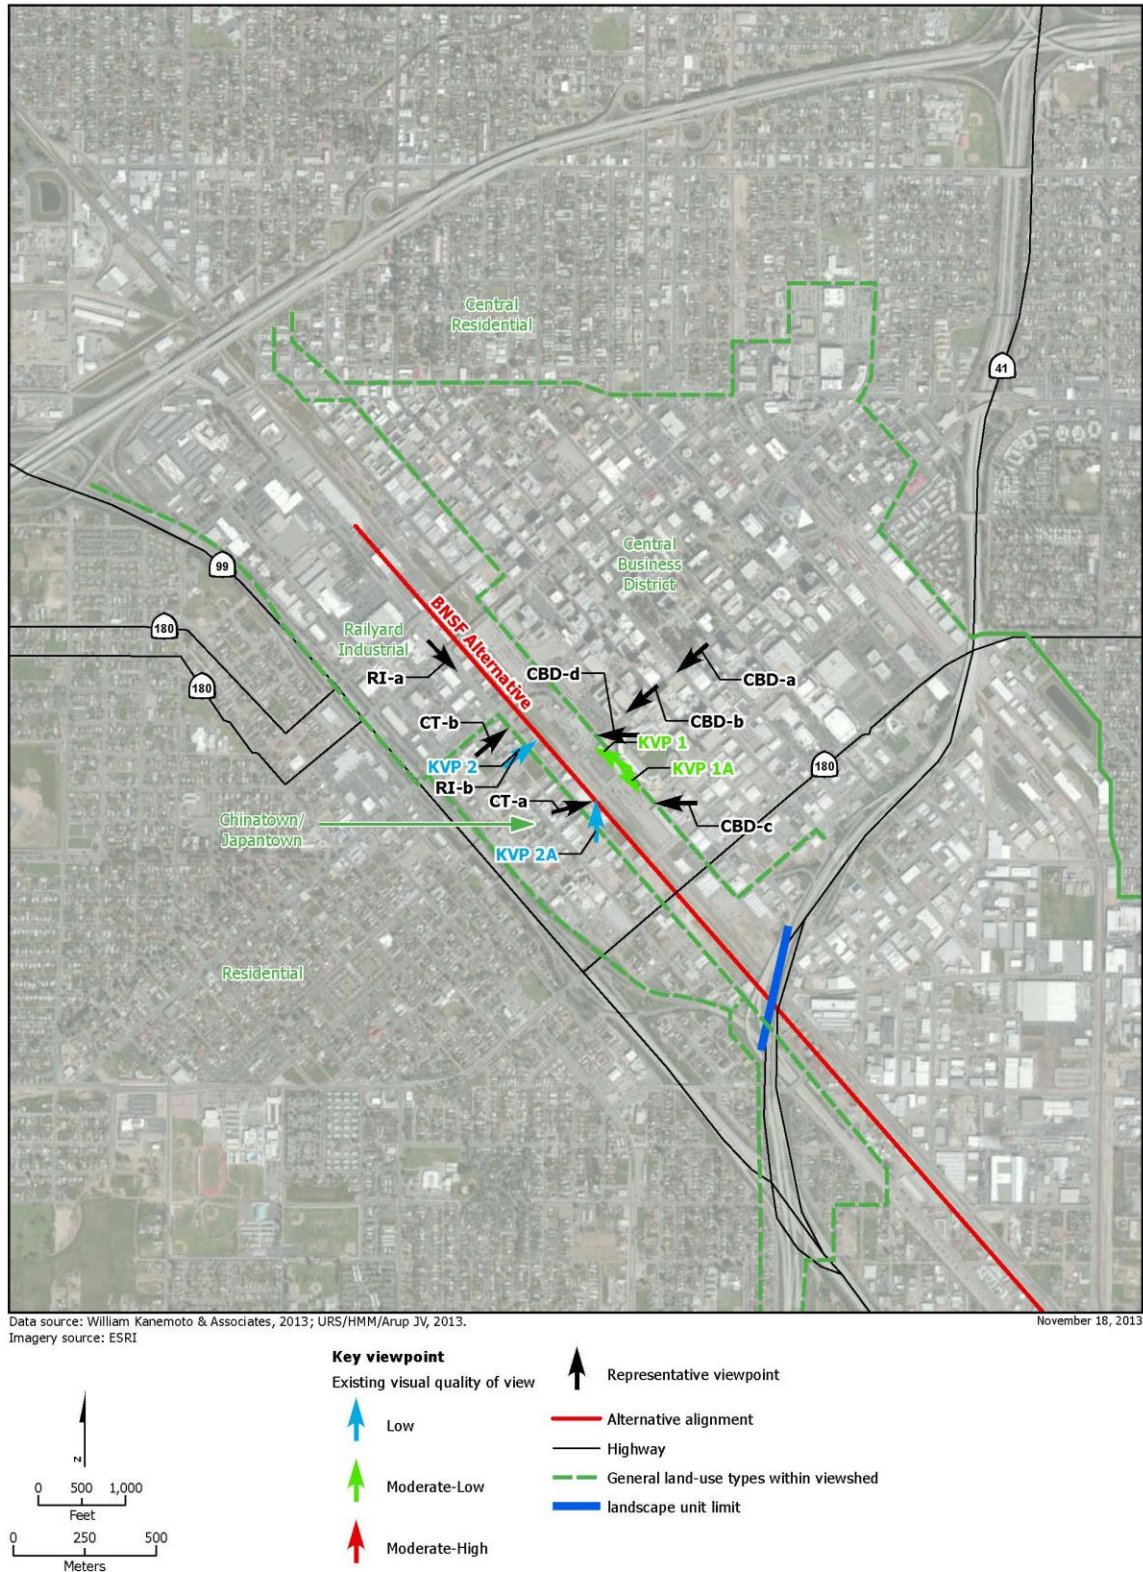 Central
Residential
41
99
Central
Business
District
180
Railyard
Industrial
BNSF Alternative
RI-a
CBD-d
CBD-a
180
CT-b
CBD-b
KVP 1
KVP 2
KVP 1A
180
RI-b
CT-a
Chinatown/
Japantown
CBD-c
KVP 2A
Residential
Data source: William Kanemoto & Associates, 2013; URS/HMM/Arup JV, 2013.
November 18, 2013
Imagery source: ESRI
Key viewpoint
Existing visual quality of view
Low
Moderate-Low
Moderate-High
Representative viewpoint
Alternative alignment
Highway
General land-use types within viewshed
landscape unit limit
N
0 500 1,000
Feet
0 250 500
Meters